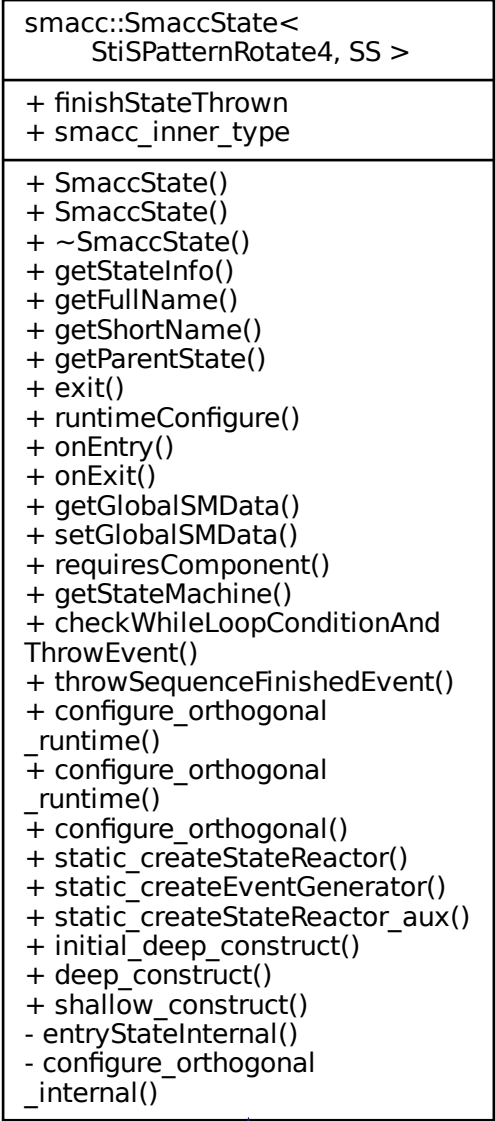 smacc::SmaccState<
StiSPatternRotate4, SS >
+ finishStateThrown
+ smacc_inner_type
+ SmaccState()
+ SmaccState()
+ ~SmaccState()
+ getStateInfo()
+ getFullName()
+ getShortName()
+ getParentState()
+ exit()
+ runtimeConfigure()
+ onEntry()
+ onExit()
+ getGlobalSMData()
+ setGlobalSMData()
+ requiresComponent()
+ getStateMachine()
+ checkWhileLoopConditionAnd
ThrowEvent()
+ throwSequenceFinishedEvent()
+ configure_orthogonal
_runtime()
+ configure_orthogonal
_runtime()
+ configure_orthogonal()
+ static_createStateReactor()
+ static_createEventGenerator()
+ static_createStateReactor_aux()
+ initial_deep_construct()
+ deep_construct()
+ shallow_construct()
- entryStateInternal()
- configure_orthogonal
_internal()